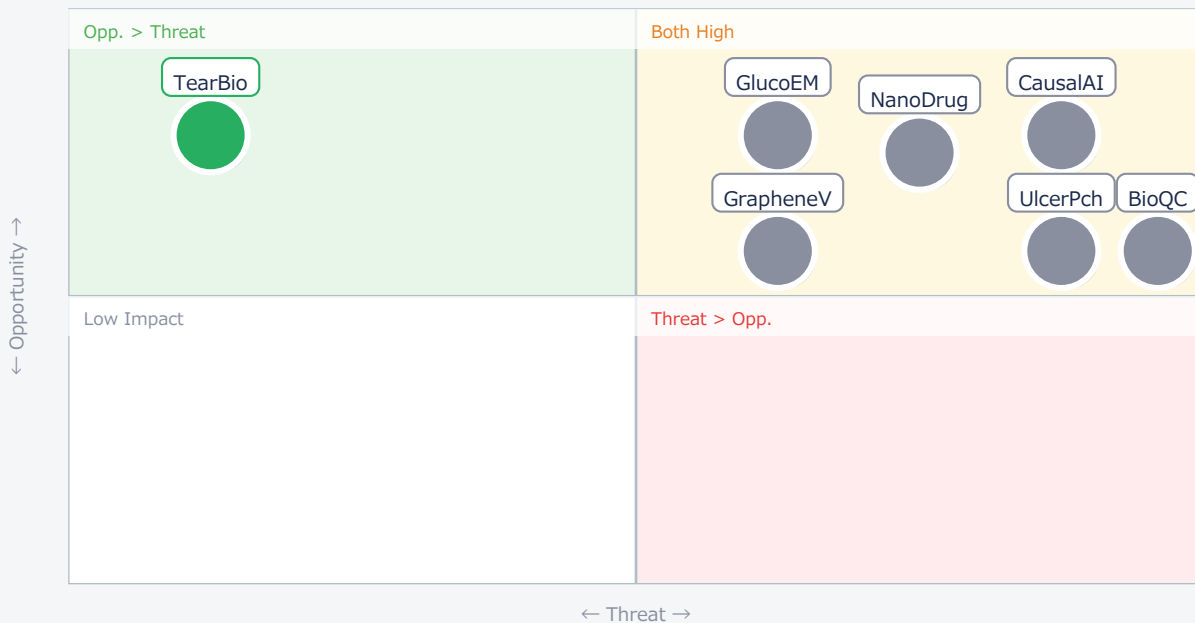 Opp. > Threat
Both High
TearBio
GlucoEM
NanoDrug
CausalAI
GrapheneV
UlcerPch
BioQC
← Opportunity →
Low Impact
Threat > Opp.
← Threat →